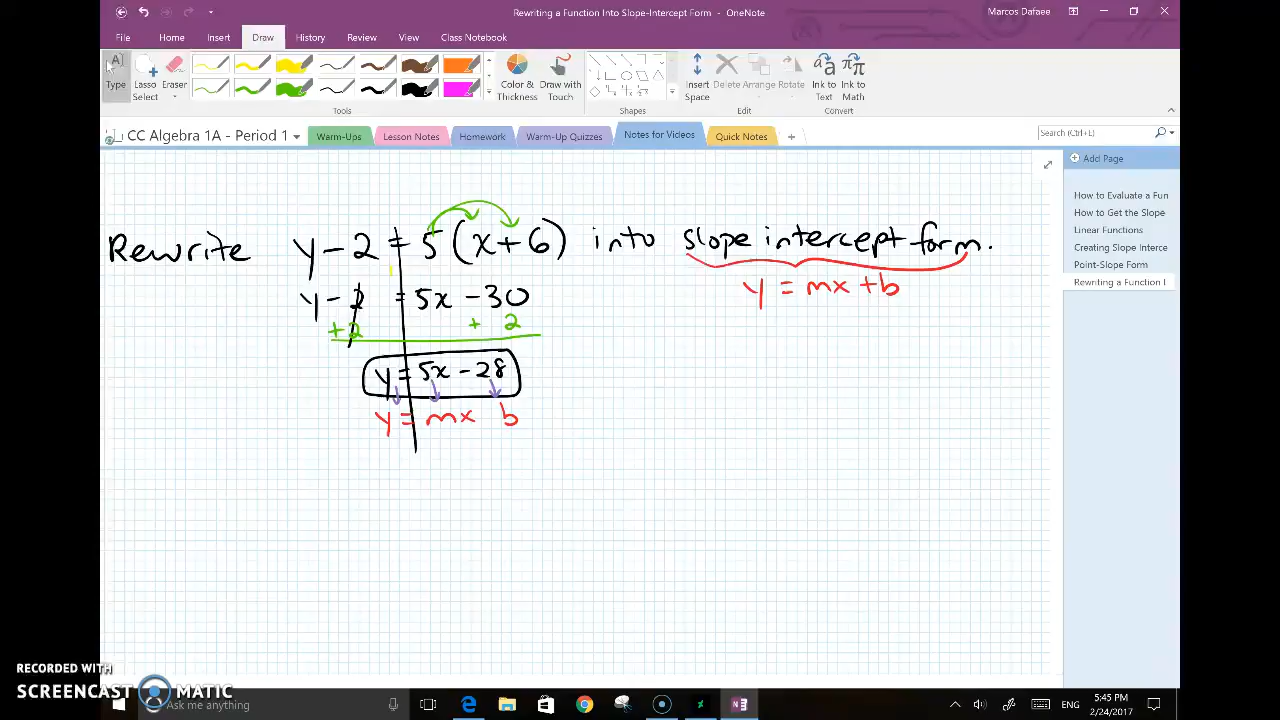 Rewriting a Function Into Slope-Intercept Form - OneNote
Marcos Dafaee
File Home Insert Draw History Review View Class Notebook
Type
Lasso Select
Eraser
Color & Thickness
Draw with Touch
Insert Space
Delete
Arrange
Rotate
Ink to Text
Ink to Math
Tools
Shapes
Edit
Convert
CC Algebra 1A - Period 1
Warm-Ups
Lesson Notes
Homework
Warm-Up Quizzes
Notes for Videos
Quick Notes
Search (Ctrl+E)
Add Page
How to Evaluate a Fun
How to Get the Slope
Linear Functions
Creating Slope Interce
Point-Slope Form
Rewriting a Function I
Rewrite y - 2 = 5(x + 6) into slope intercept form.
y = mx + b
y - 2 = 5x - 30
+ 2 + 2
y = 5x - 28
y = mx b
RECORDED WITH
SCREENCAST MATIC
Ask me anything
ENG
5:45 PM
2/24/2017